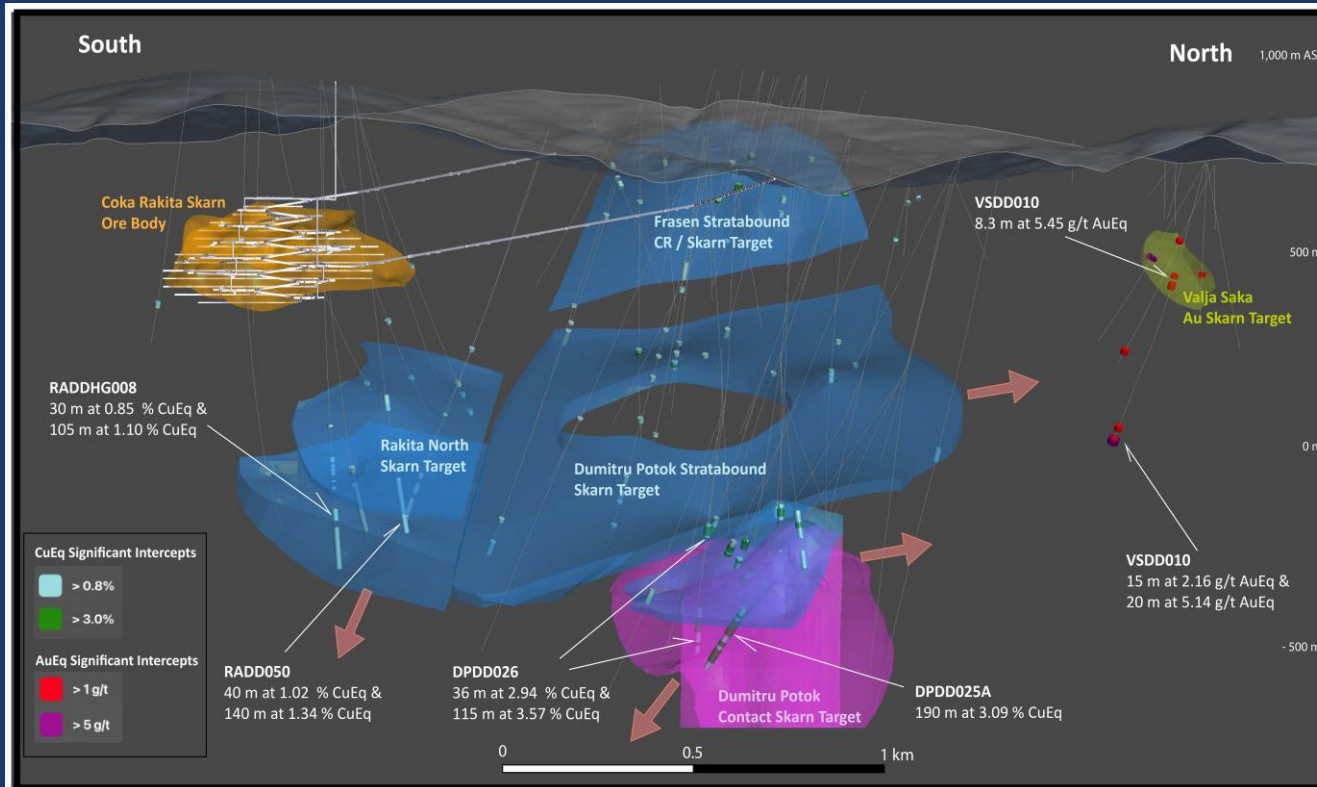 South
North
1,000 m AS
Coka Rakita Skarn
Ore Body
Frasen Stratabound
CR / Skarn Target
VSDD010
8.3 m at 5.45 g/t AuEq
500 m
Valja Saka
Au Skarn Target
RADDHG008
30 m at 0.85 % CuEq &
105 m at 1.10 % CuEq
Rakita North
Skarn Target
Dumitru Potok Stratabound
Skarn Target
0 m
CuEq Significant Intercepts
> 0.8%
> 3.0%
AuEq Significant Intercepts
> 1 g/t
> 5 g/t
VSDD010
15 m at 2.16 g/t AuEq &
20 m at 5.14 g/t AuEq
- 500 m
RADD050
40 m at 1.02 % CuEq &
140 m at 1.34 % CuEq
DPDD026
36 m at 2.94 % CuEq &
115 m at 3.57 % CuEq
Dumitru Potok
Contact Skarn Target
DPDD025A
190 m at 3.09 % CuEq
0
0.5
1 km